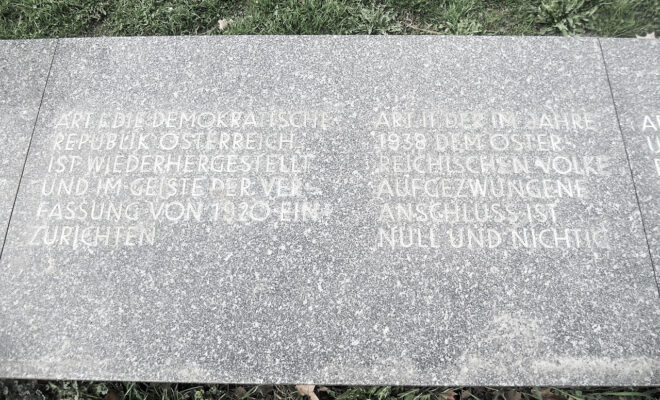 ART. I DIE DEMOKRATISCHE
REPUBLIK ÖSTERREICH
IST WIEDERHERGESTELLT
UND IM GEISTE DER VER-
FASSUNG VON 1920 EIN-
ZURICHTEN
ART. II DER IM JAHRE
1938 DEM ÖSTER-
REICHISCHEN VOLKE
AUFGEZWUNGENE
ANSCHLUSS IST
NULL UND NICHTIG